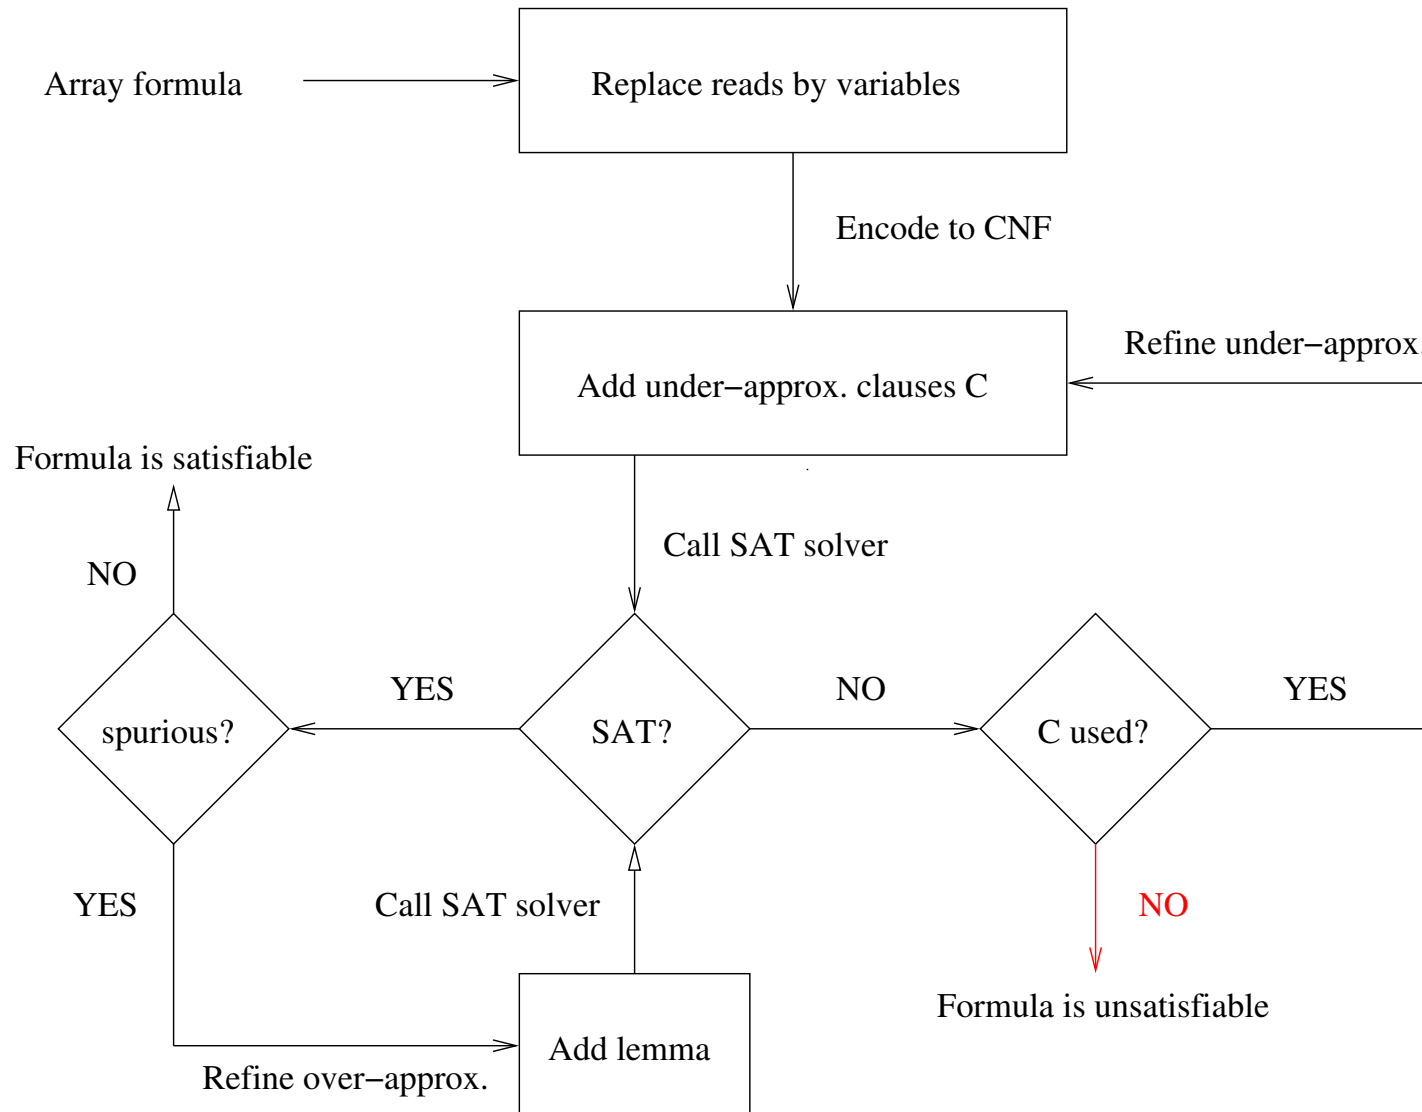 Array formula
Replace reads by variables
Encode to CNF
Refine under−approx.
Add under−approx. clauses C
Formula is satisfiable
Call SAT solver
NO
YES
NO
YES
spurious?
SAT?
C used?
YES
Call SAT solver
NO
Formula is unsatisfiable
Add lemma
Refine over−approx.